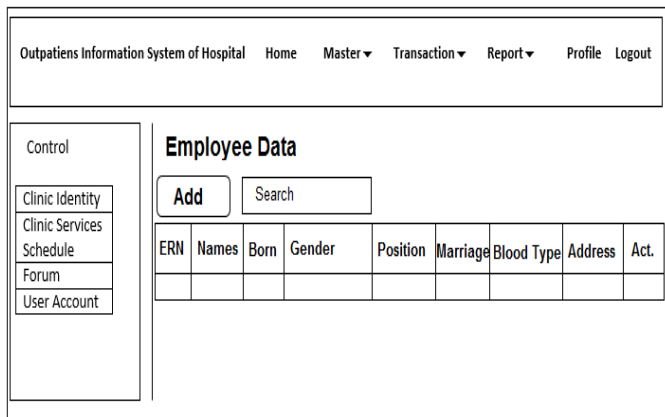 Outpatiens Information System of Hospital Home Master Transaction Report Profile Logout
Control
Clinic Identity
Clinic Services
Schedule
Forum
User Account
Employee Data
Add Search
ERN Names Born Gender Position Marriage Blood Type Address Act.